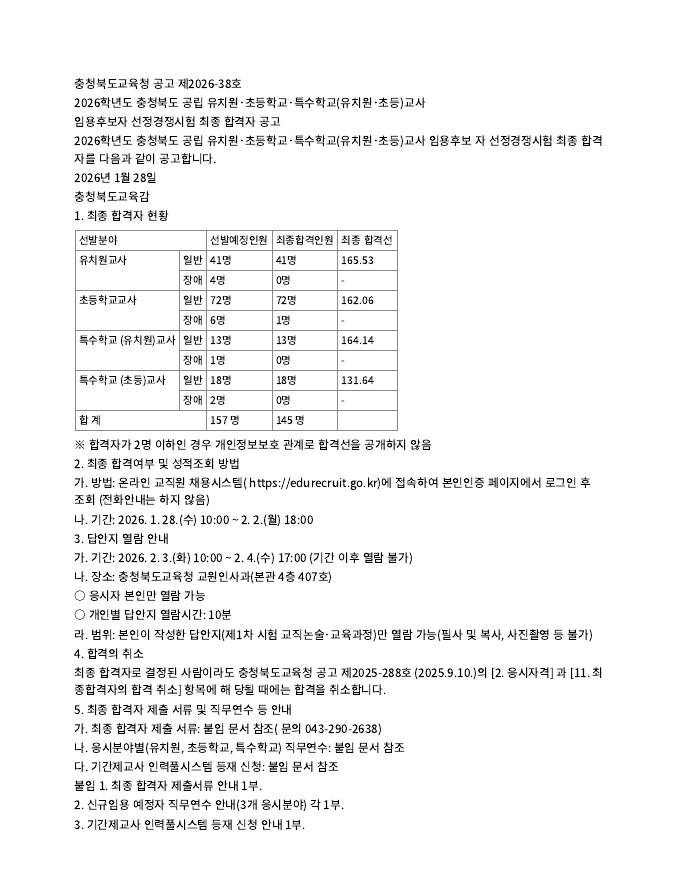 충청북도교육청 공고 제2026-38호
2026학년도 충청북도 공립 유치원·초등학교·특수학교(유치원·초등)교사
임용후보자 선정경쟁시험 최종 합격자 공고
2026학년도 충청북도 공립 유치원·초등학교·특수학교(유치원·초등)교사 임용후보 자 선정경쟁시험 최종 합격
자를 다음과 같이 공고합니다.
2026년 1월 28일
충청북도교육감
1. 최종 합격자 현황
선발분야 선발예정인원 최종합격인원 최종 합격선
유치원교사 일반 41명 41명 165.53
장애 4명 0명 -
초등학교교사 일반 72명 72명 162.06
장애 6명 1명 -
특수학교 (유치원)교사 일반 13명 13명 164.14
장애 1명 0명 -
특수학교 (초등)교사 일반 18명 18명 131.64
장애 2명 0명 -
합 계 157 명 145 명
※ 합격자가 2명 이하인 경우 개인정보보호 관계로 합격선을 공개하지 않음
2. 최종 합격여부 및 성적조회 방법
가. 방법: 온라인 교직원 채용시스템( https://edurecruit.go.kr)에 접속하여 본인인증 페이지에서 로그인 후
조회 (전화안내는 하지 않음)
나. 기간: 2026. 1. 28.(수) 10:00 ~ 2. 2.(월) 18:00
3. 답안지 열람 안내
가. 기간: 2026. 2. 3.(화) 10:00 ~ 2. 4.(수) 17:00 (기간 이후 열람 불가)
나. 장소: 충청북도교육청 교원인사과(본관 4층 407호)
○ 응시자 본인만 열람 가능
○ 개인별 답안지 열람시간: 10분
라. 범위: 본인이 작성한 답안지(제1차 시험 교직논술·교육과정)만 열람 가능(필사 및 복사, 사진촬영 등 불가)
4. 합격의 취소
최종 합격자로 결정된 사람이라도 충청북도교육청 공고 제2025-288호 (2025.9.10.)의 [2. 응시자격] 과 [11. 최
종합격자의 합격 취소] 항목에 해 당될 때에는 합격을 취소합니다.
5. 최종 합격자 제출 서류 및 직무연수 등 안내
가. 최종 합격자 제출 서류: 붙임 문서 참조( 문의 043-290-2638)
나. 응시분야별(유치원, 초등학교, 특수학교) 직무연수: 붙임 문서 참조
다. 기간제교사 인력풀시스템 등재 신청: 붙임 문서 참조
붙임 1. 최종 합격자 제출서류 안내 1부.
2. 신규임용 예정자 직무연수 안내(3개 응시분야) 각 1부.
3. 기간제교사 인력풀시스템 등재 신청 안내 1부.